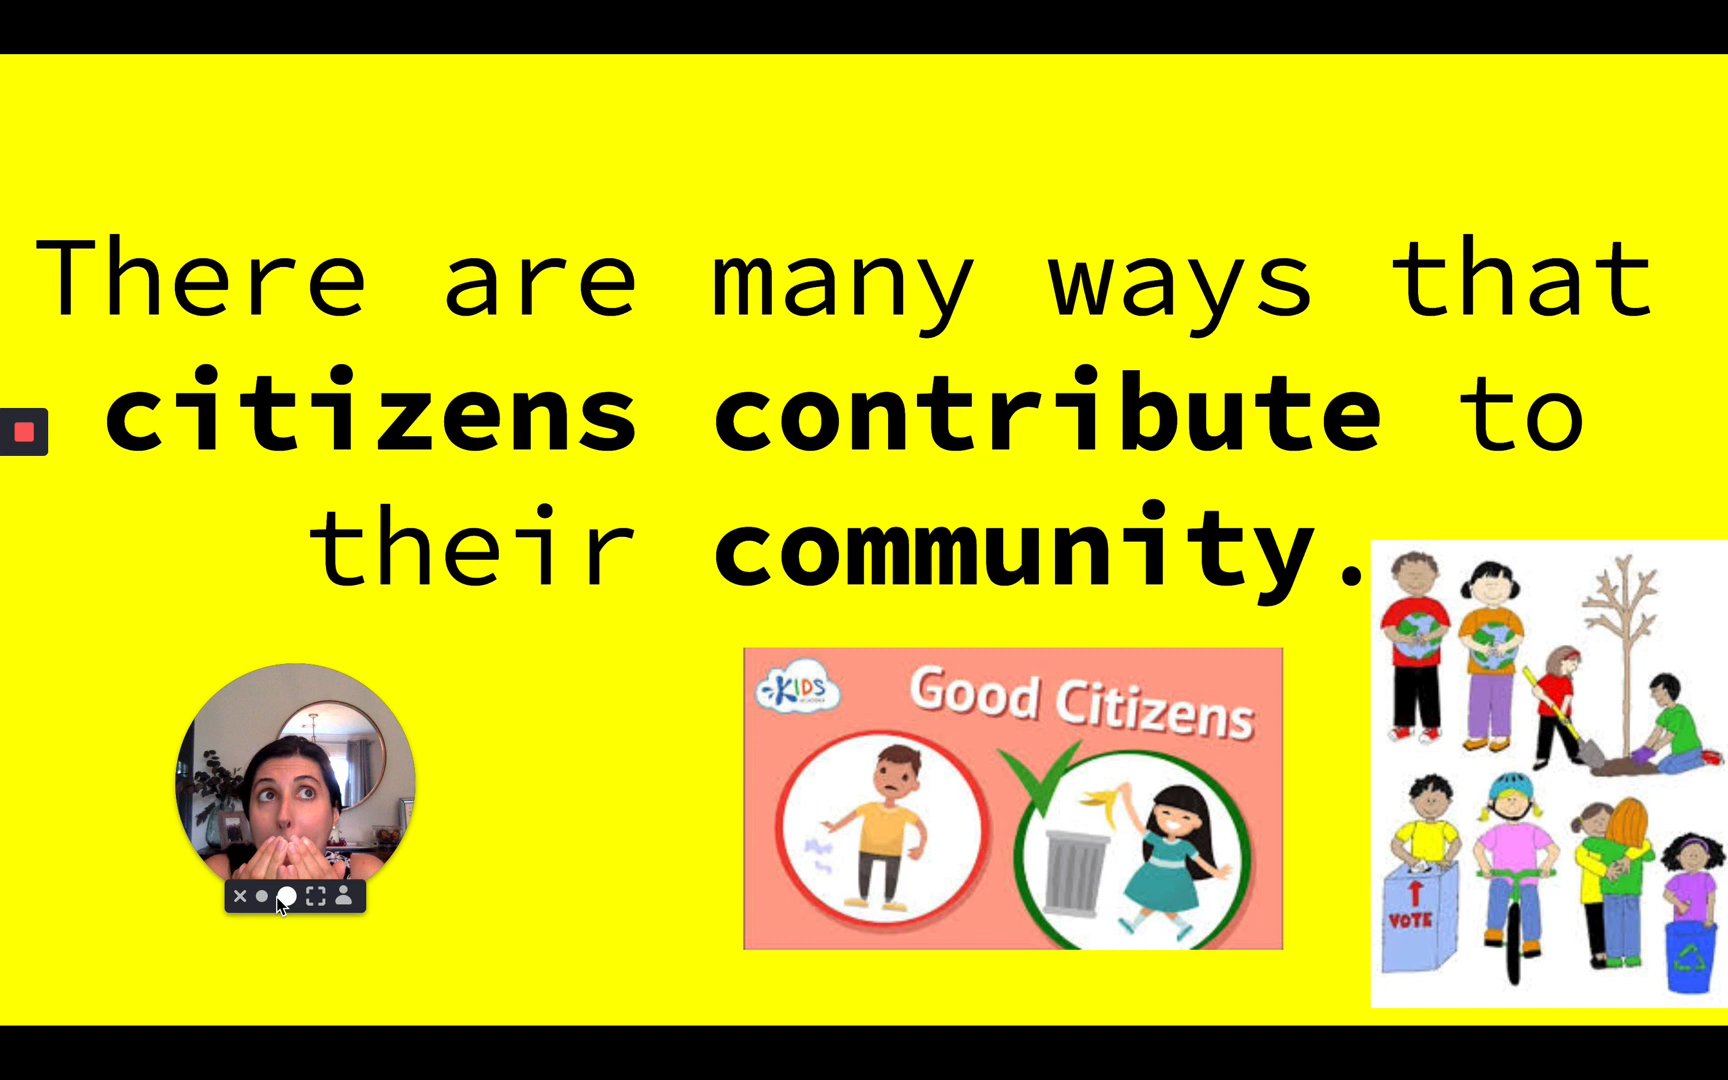 There are many ways that
citizens contribute to
their community.
KIDS
Good Citizens
VOTE